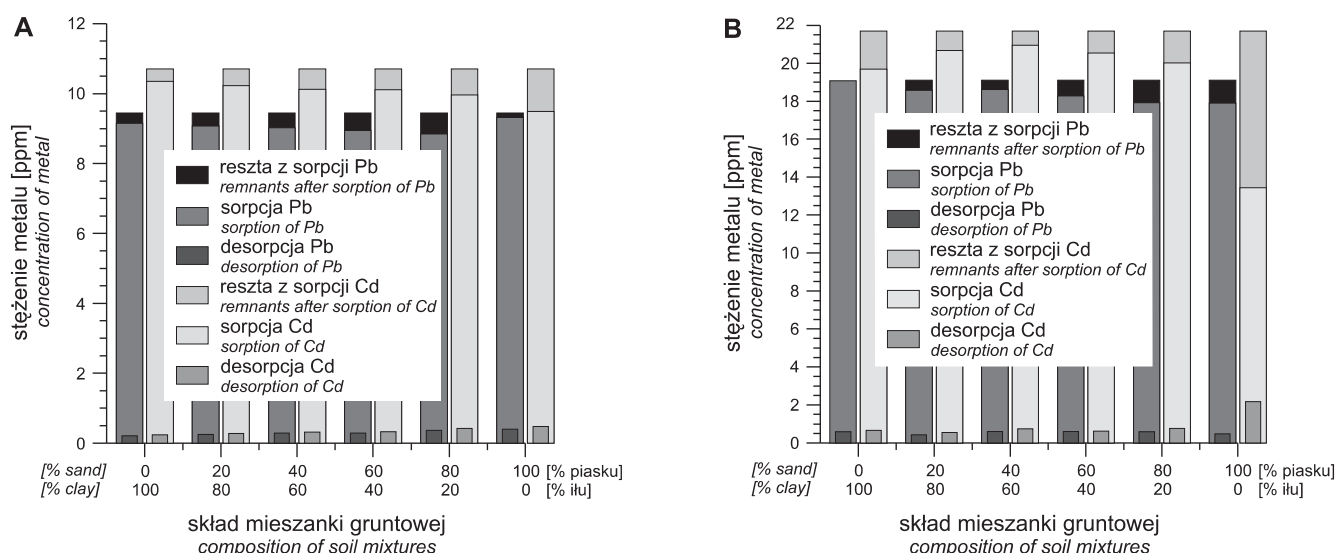 A
12
10
8
6
4
2
0
stężenie metalu [ppm]
concentration of metal
reszta z sorpcji Pb
remnants after sorption of Pb
sorpcja Pb
sorption of Pb
desorpcja Pb
desorption of Pb
reszta z sorpcji Cd
remnants after sorption of Cd
sorpcja Cd
sorption of Cd
desorpcja Cd
desorption of Cd
[% sand] 0 20 40 60 80 100 [% piasku]
[% clay] 100 80 60 40 20 0 [% iłu]
skład mieszanki gruntowej
composition of soil mixtures
B
22
20
18
16
14
12
10
8
6
4
2
0
stężenie metalu [ppm]
concentration of metal
reszta z sorpcji Pb
remnants after sorption of Pb
sorpcja Pb
sorption of Pb
desorpcja Pb
desorption of Pb
reszta z sorpcji Cd
remnants after sorption of Cd
sorpcja Cd
sorption of Cd
desorpcja Cd
desorption of Cd
[% sand] 0 20 40 60 80 100 [% piasku]
[% clay] 100 80 60 40 20 0 [% iłu]
skład mieszanki gruntowej
composition of soil mixtures